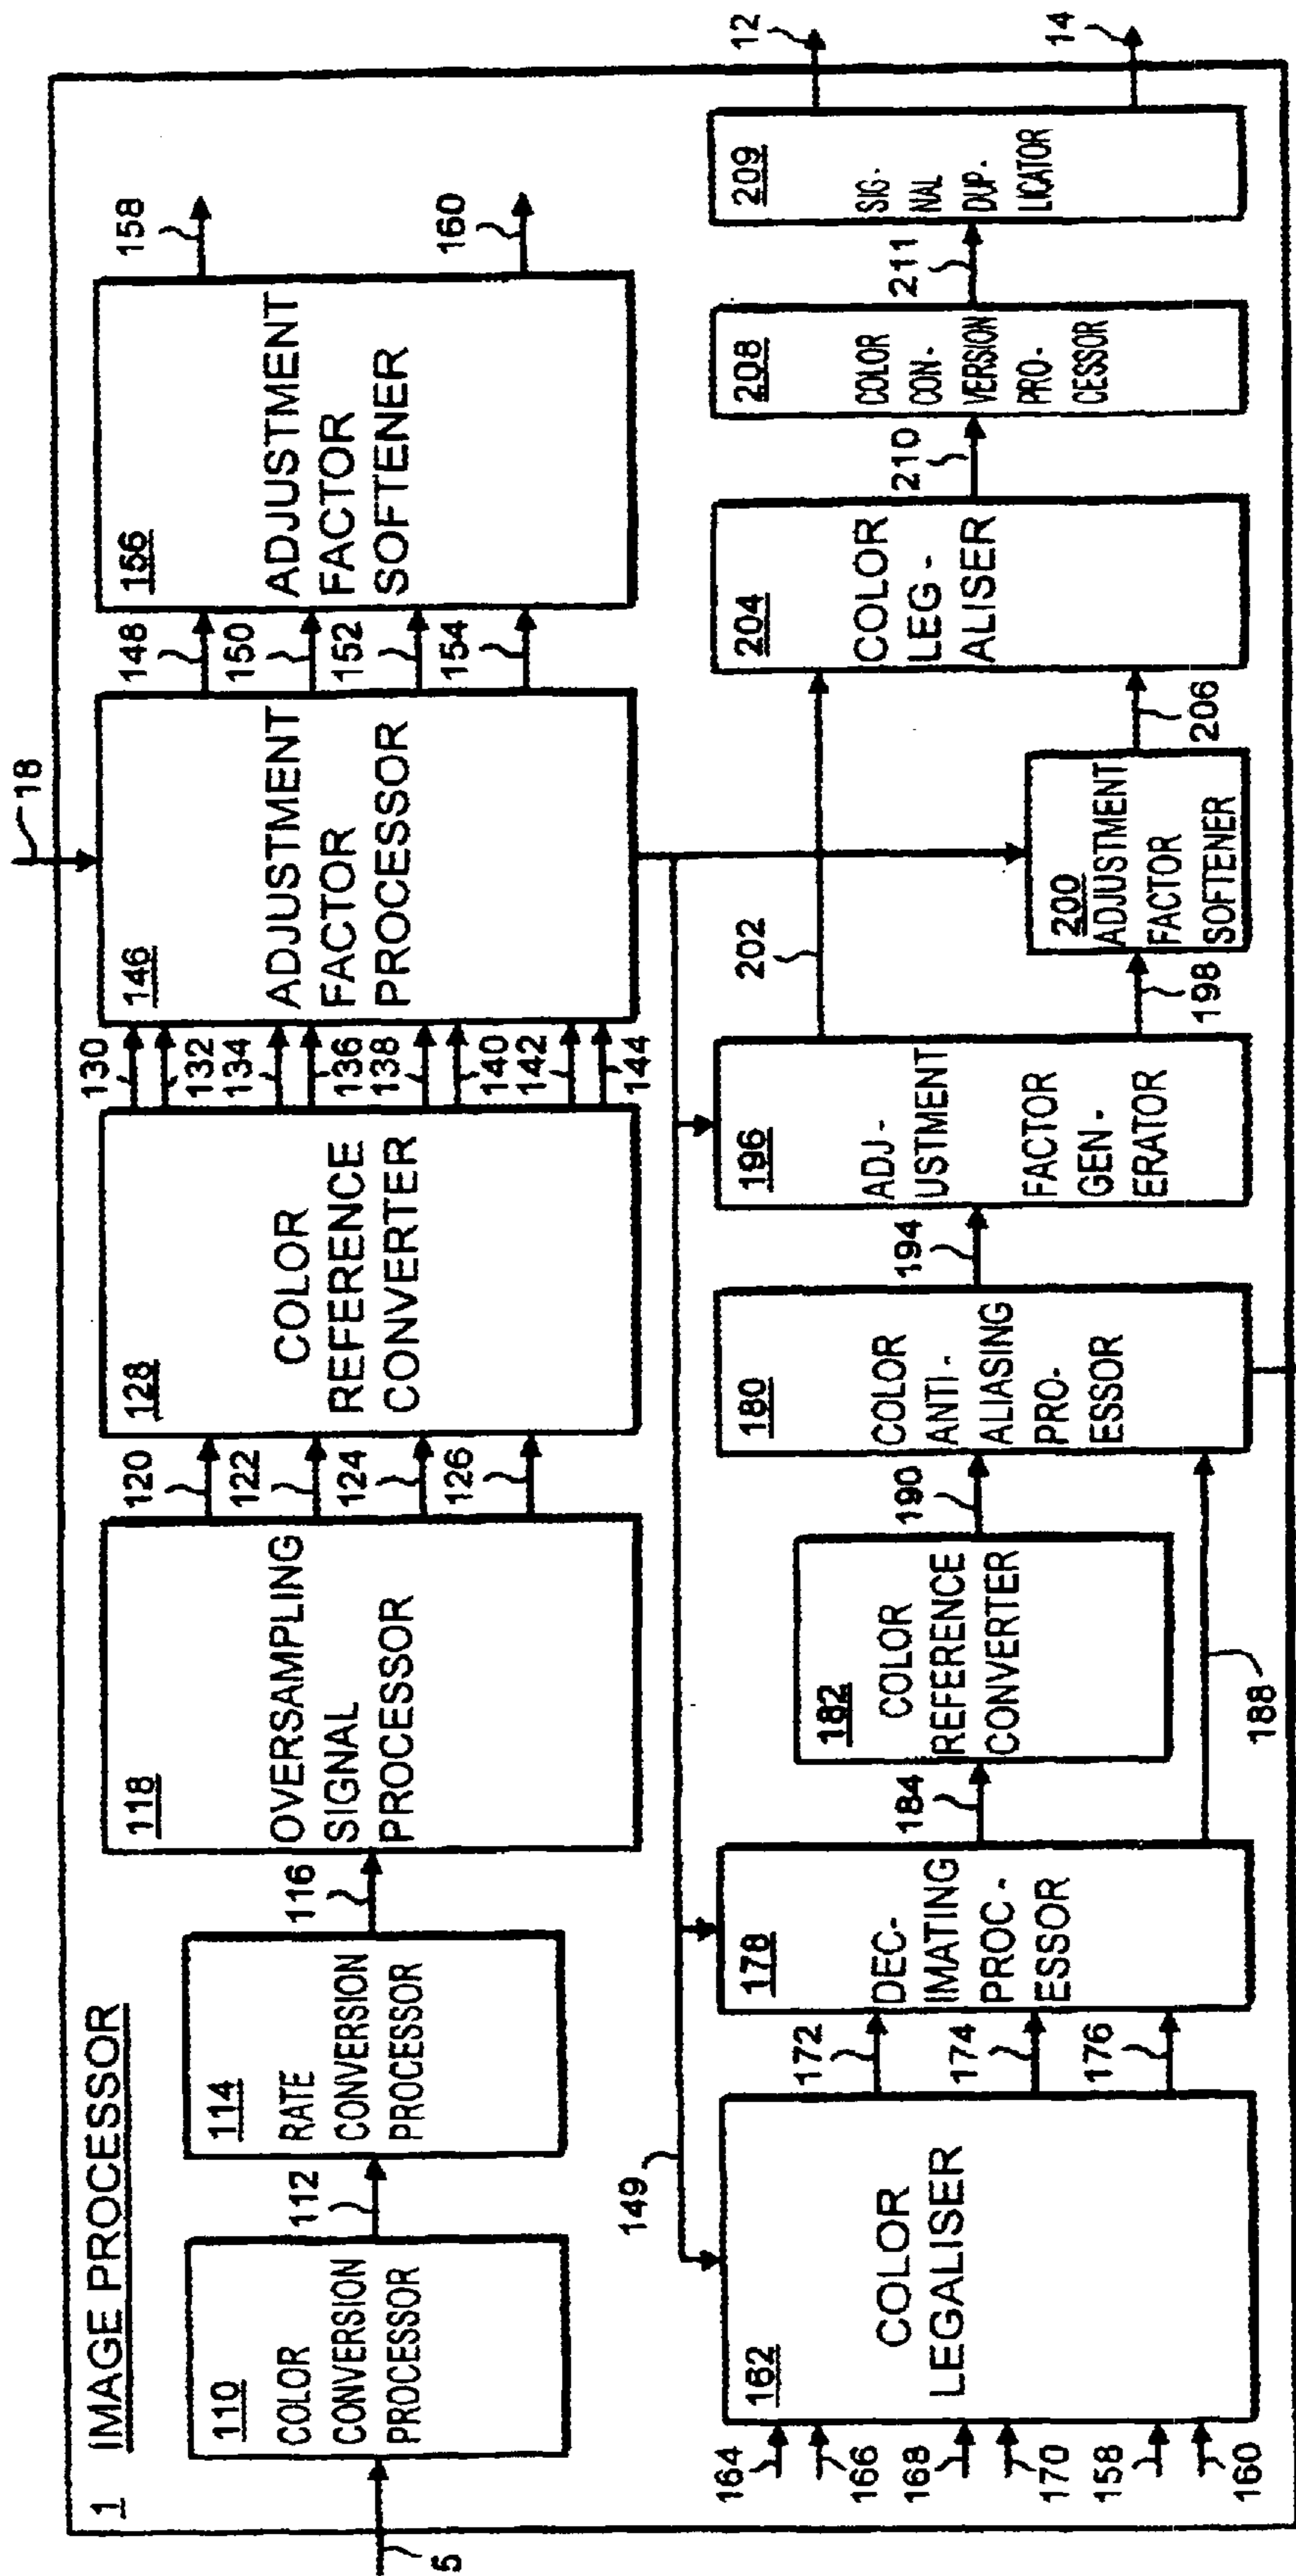 1 IMAGE PROCESSOR
5
110
COLOR
CONVERSION
PROCESSOR
112
114
RATE
CONVERSION
PROCESSOR
116
118
OVERSAMPLING
SIGNAL
PROCESSOR
120
122
124
126
128
COLOR
REFERENCE
CONVERTER
130
132
134
136
138
140
142
144
18
146
ADJUSTMENT
FACTOR
PROCESSOR
148
150
152
154
156
ADJUSTMENT
FACTOR
SOFTENER
158
160
149
164
166
168
170
158
160
162
COLOR
LEGALISER
172
174
176
178
DEC-
IMATING
PROC-
ESSOR
184
188
182
COLOR
REFERENCE
CONVERTER
190
180
COLOR
ANTI-
ALIASING
PRO-
ESSOR
194
196
ADJ-
USTMENT
FACTOR
GEN-
ERATOR
202
198
200
ADJUSTMENT
FACTOR
SOFTENER
206
204
COLOR
LEG-
ALISER
210
208
COLOR
CON-
VERSION
PRO-
CESSOR
211
209
SIG-
NAL
DUP-
LICATOR
12
14